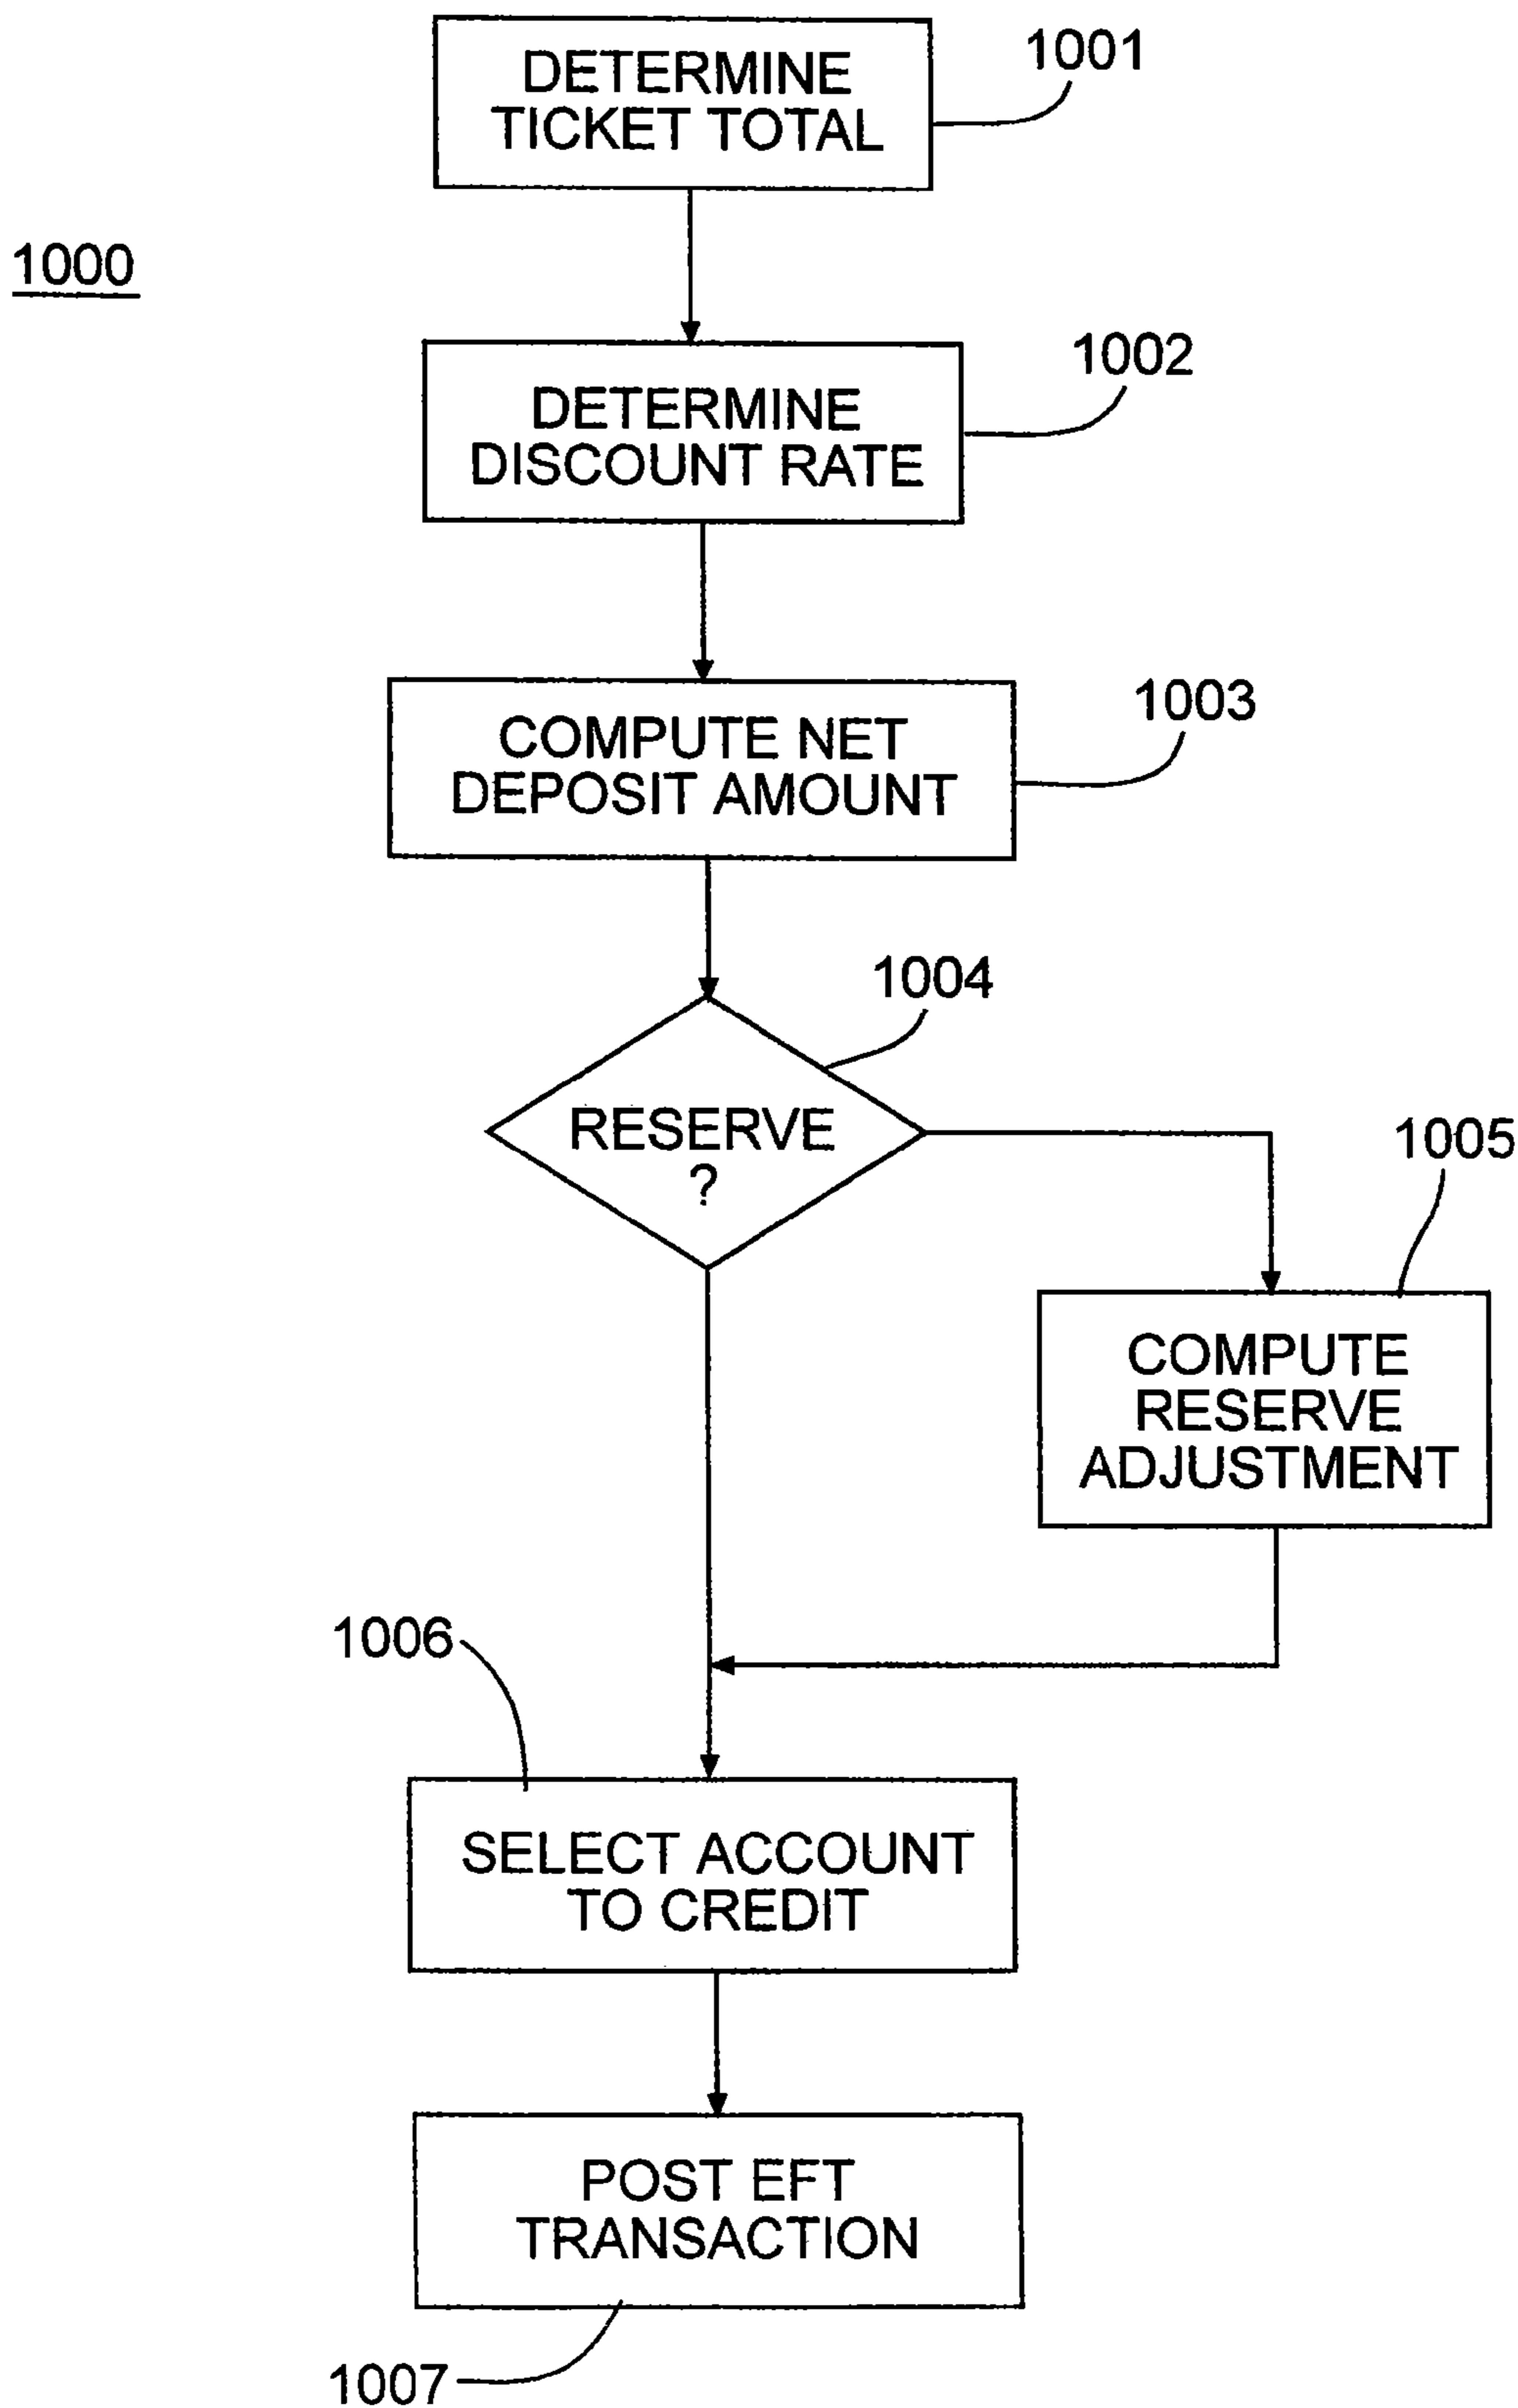 1001
DETERMINE
TICKET TOTAL
1000
1002
DETERMINE
DISCOUNT RATE
1003
COMPUTE NET
DEPOSIT AMOUNT
1004
RESERVE
?
1005
COMPUTE
RESERVE
ADJUSTMENT
1006
SELECT ACCOUNT
TO CREDIT
POST EFT
TRANSACTION
1007